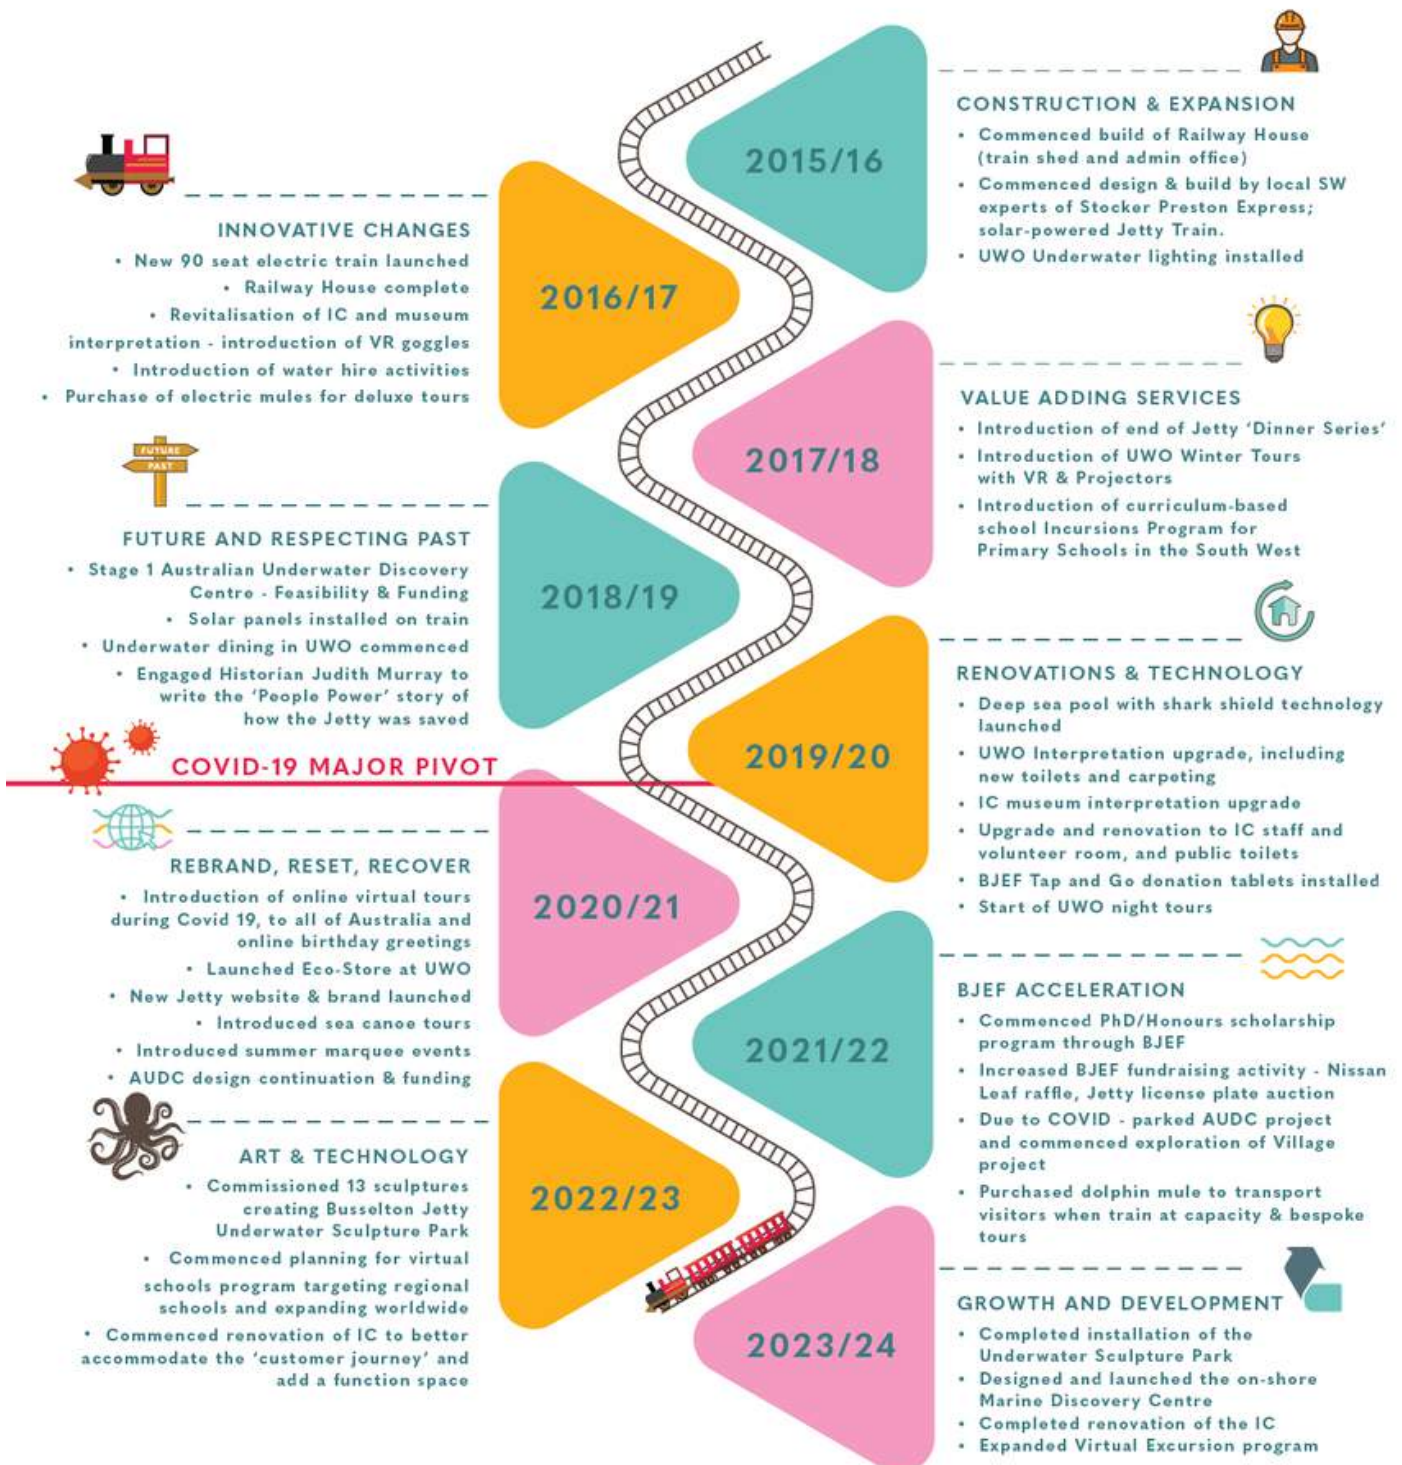 2015/16
CONSTRUCTION & EXPANSION
• Commenced build of Railway House
(train shed and admin office)
• Commenced design & build by local SW
experts of Stocker Preston Express;
solar-powered Jetty Train.
• UWO Underwater lighting installed
2016/17
INNOVATIVE CHANGES
• New 90 seat electric train launched
• Railway House complete
• Revitalisation of IC and museum
interpretation - introduction of VR goggles
• Introduction of water hire activities
• Purchase of electric mules for deluxe tours
2017/18
VALUE ADDING SERVICES
• Introduction of end of Jetty ‘Dinner Series’
• Introduction of UWO Winter Tours
with VR & Projectors
• Introduction of curriculum-based
school Incursions Program for
Primary Schools in the South West
FUTURE
PAST
2018/19
FUTURE AND RESPECTING PAST
• Stage 1 Australian Underwater Discovery
Centre - Feasibility & Funding
• Solar panels installed on train
• Underwater dining in UWO commenced
• Engaged Historian Judith Murray to
write the ‘People Power’ story of
how the Jetty was saved
2019/20
RENOVATIONS & TECHNOLOGY
• Deep sea pool with shark shield technology
launched
• UWO Interpretation upgrade, including
new toilets and carpeting
• IC museum interpretation upgrade
• Upgrade and renovation to IC staff and
volunteer room, and public toilets
• BJEF Tap and Go donation tablets installed
• Start of UWO night tours
COVID-19 MAJOR PIVOT
2020/21
REBRAND, RESET, RECOVER
• Introduction of online virtual tours
during Covid 19, to all of Australia and
online birthday greetings
• Launched Eco-Store at UWO
• New Jetty website & brand launched
• Introduced sea canoe tours
• Introduced summer marquee events
• AUDC design continuation & funding
2021/22
BJEF ACCELERATION
• Commenced PhD/Honours scholarship
program through BJEF
• Increased BJEF fundraising activity - Nissan
Leaf raffle, Jetty license plate auction
• Due to COVID - parked AUDC project
and commenced exploration of Village
project
• Purchased dolphin mule to transport
visitors when train at capacity & bespoke
tours
2022/23
ART & TECHNOLOGY
• Commissioned 13 sculptures
creating Busselton Jetty
Underwater Sculpture Park
• Commenced planning for virtual
schools program targeting regional
schools and expanding worldwide
• Commenced renovation of IC to better
accommodate the ‘customer journey’ and
add a function space
2023/24
GROWTH AND DEVELOPMENT
• Completed installation of the
Underwater Sculpture Park
• Designed and launched the on-shore
Marine Discovery Centre
• Completed renovation of the IC
• Expanded Virtual Excursion program